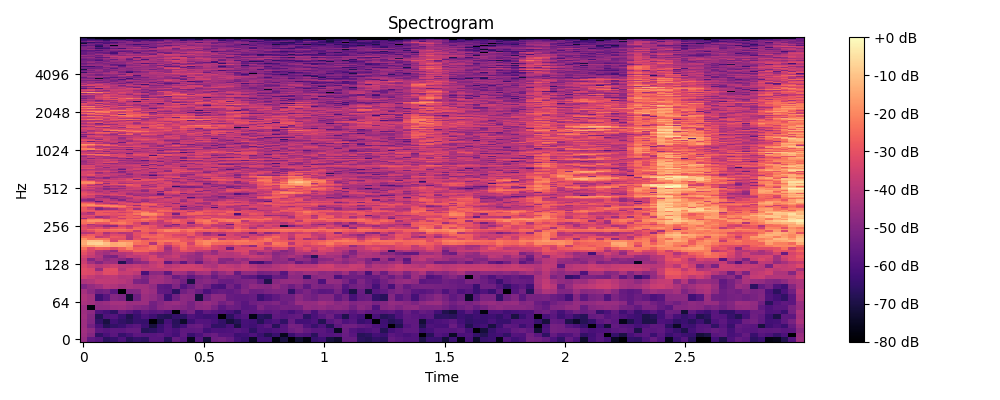 Spectrogram
Hz
4096
2048
1024
512
256
128
64
0
0
0.5
1
1.5
2
2.5
Time
+0 dB
-10 dB
-20 dB
-30 dB
-40 dB
-50 dB
-60 dB
-70 dB
-80 dB